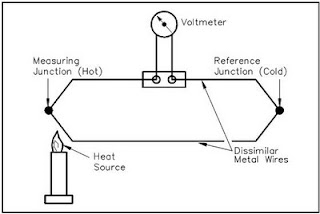 Voltmeter
Measuring
Junction (Hot)
Reference
Junction (Cold)
Heat
Source
Dissimilar
Metal Wires